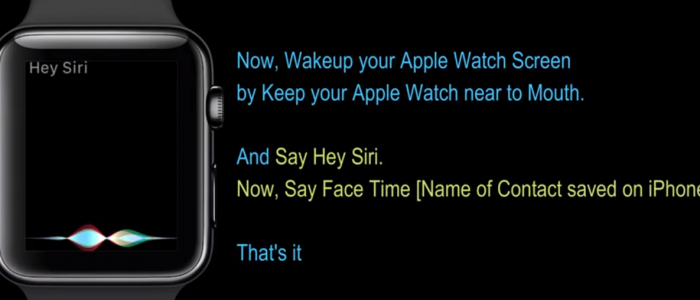 Hey Siri
Now, Wakeup your Apple Watch Screen
by Keep your Apple Watch near to Mouth.
And Say Hey Siri.
Now, Say Face Time [Name of Contact saved on iPhone
That's it